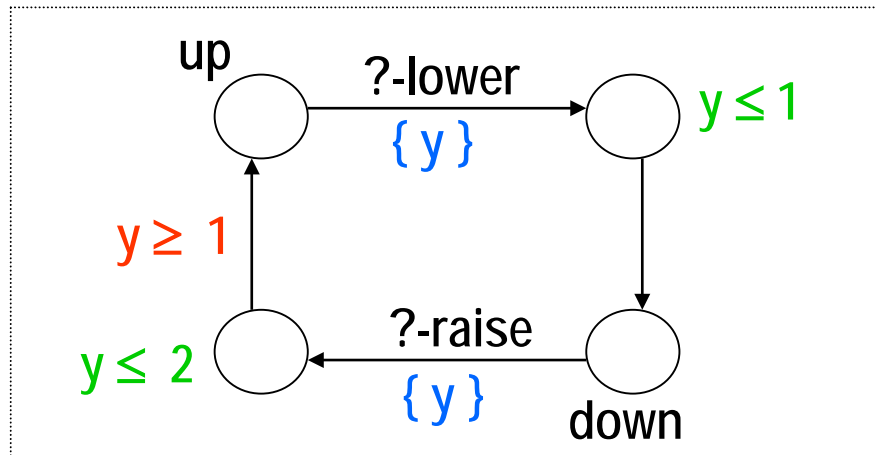 up
?-lower
{ y }
y ≤ 1
y ≥ 1
?-raise
y ≤ 2
{ y }
down